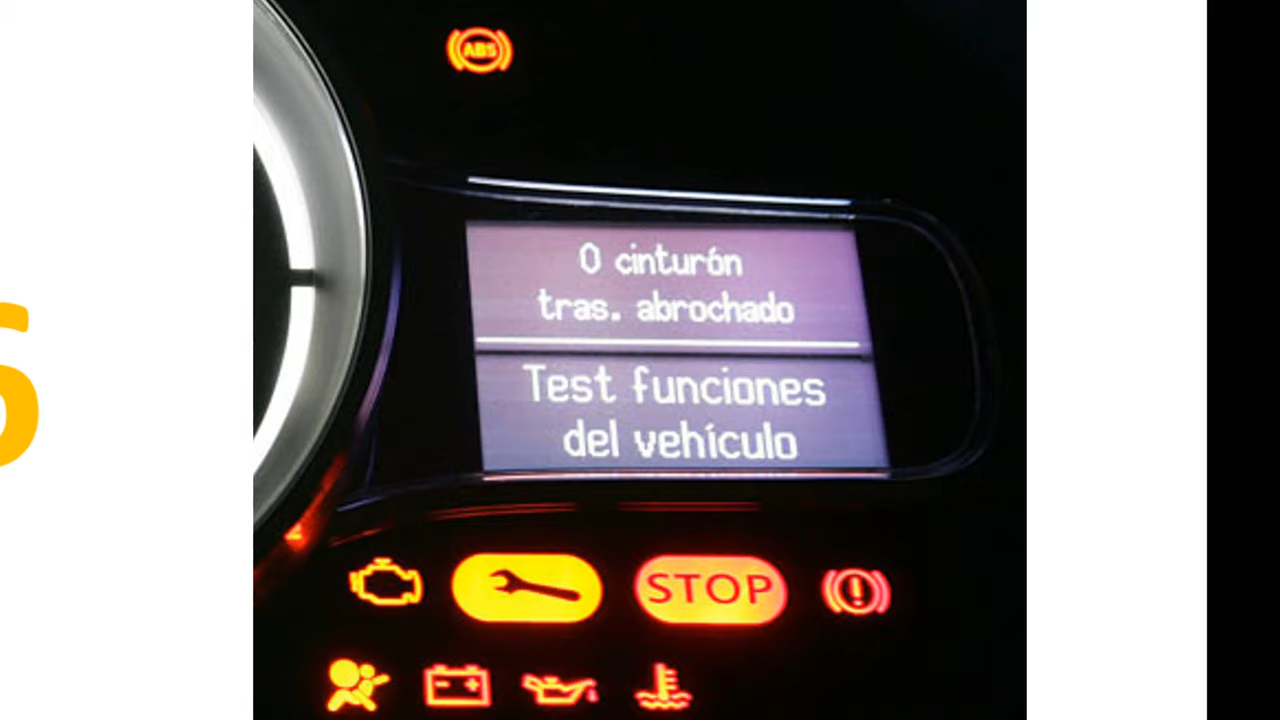 ABS
0 cinturón
tras. abrochado
Test funciones
del vehículo
STOP